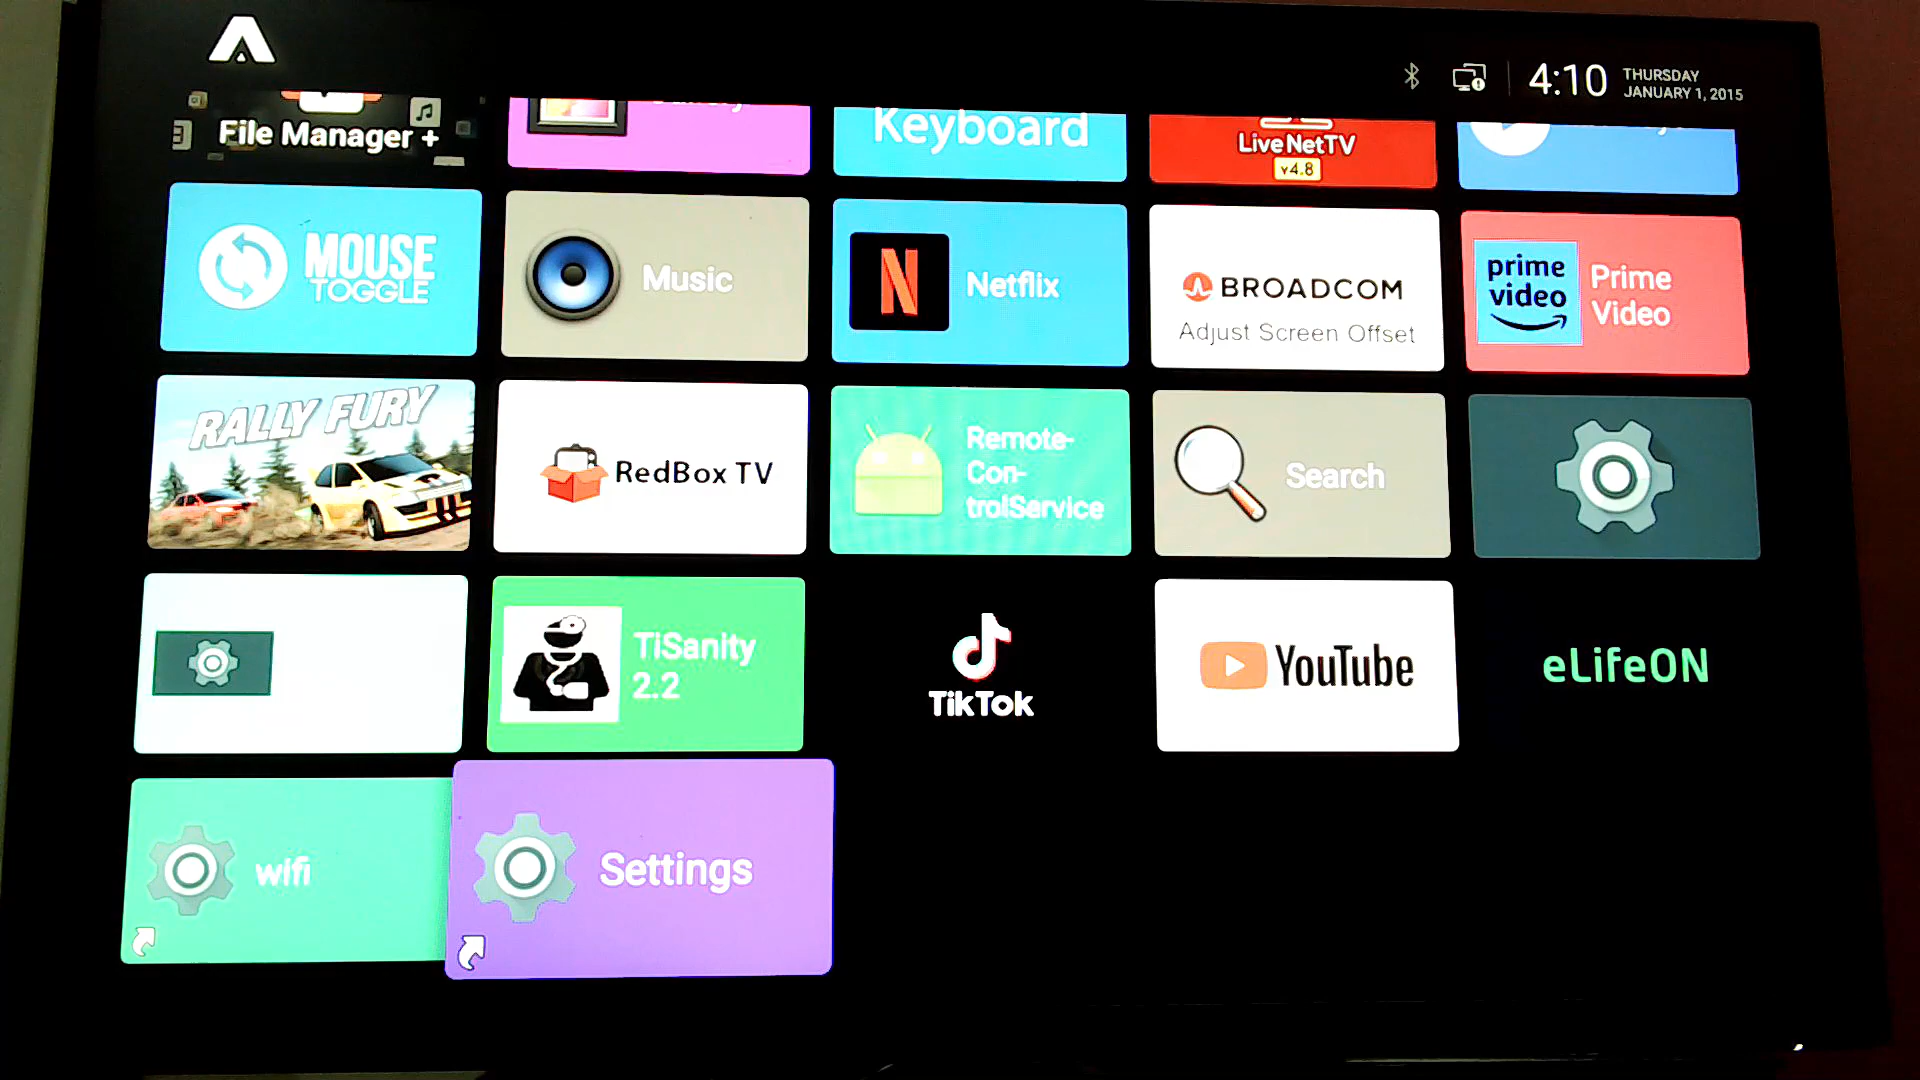 4:10
THURSDAY
JANUARY 1, 2015
File Manager +
Keyboard
Live NetTV
v4.8
MOUSE
TOGGLE
Music
N
Netflix
BROADCOM
Adjust Screen Offset
prime
video
Prime
Video
RALLY FURY
RedBox TV
Remote-
Con-
trolService
Search
TiSanity
2.2
TikTok
YouTube
eLifeON
wifi
Settings